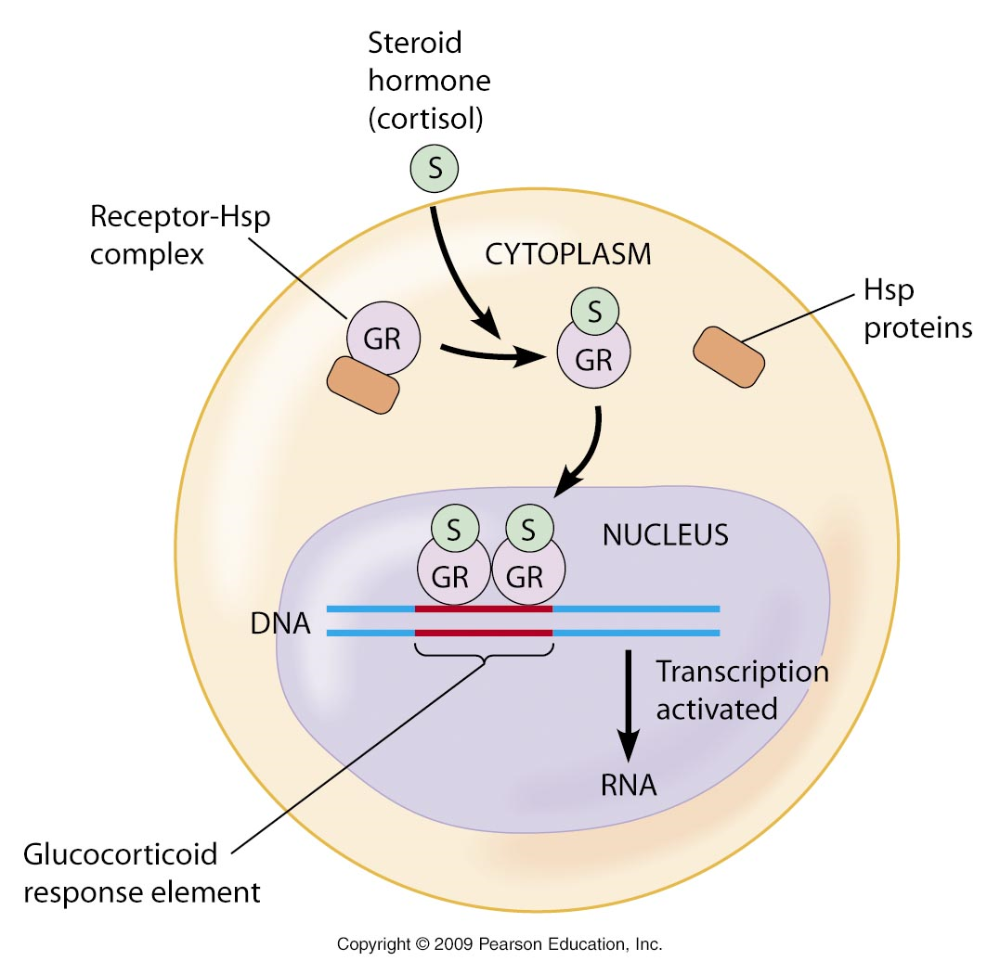 Steroid
hormone
(cortisol)
S
Receptor-Hsp
complex
CYTOPLASM
Hsp
proteins
GR
S
GR
S
S
NUCLEUS
GR
GR
DNA
Transcription
activated
RNA
Glucocorticoid
response element
Copyright © 2009 Pearson Education, Inc.